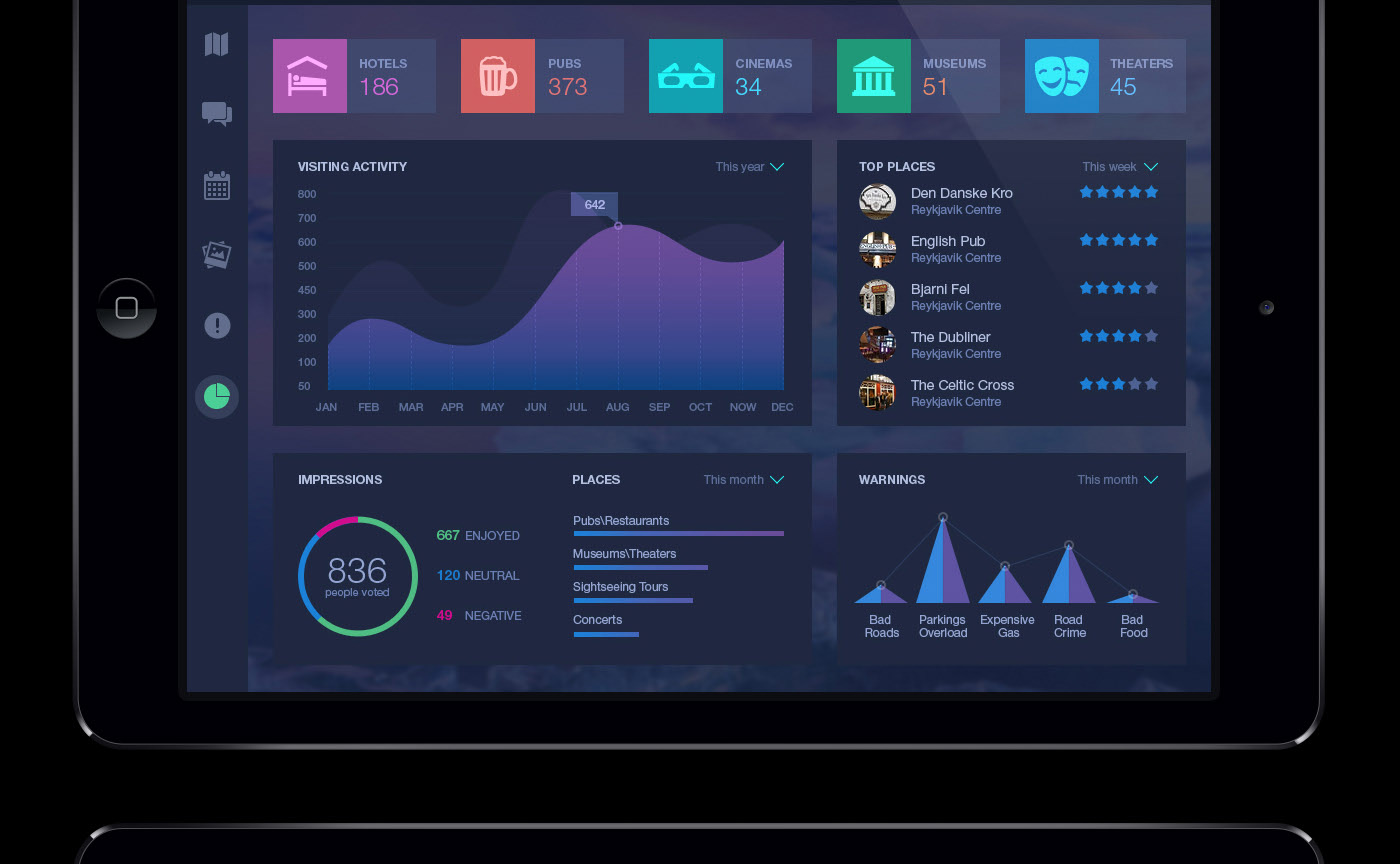 HOTELS
186
PUBS
373
CINEMAS
34
MUSEUMS
51
THEATERS
45
VISITING ACTIVITY
This year
800
700
600
500
450
300
200
100
50
642
JAN FEB MAR APR MAY JUN JUL AUG SEP OCT NOW DEC
TOP PLACES
This week
Den Danske Kro
Reykjavik Centre
English Pub
Reykjavik Centre
Bjarni Fel
Reykjavik Centre
The Dubliner
Reykjavik Centre
The Celtic Cross
Reykjavik Centre
IMPRESSIONS
836
people voted
667 ENJOYED
120 NEUTRAL
49 NEGATIVE
PLACES
This month
Pubs\Restaurants
Museums\Theaters
Sightseeing Tours
Concerts
WARNINGS
This month
Bad
Roads
Parkings
Overload
Expensive
Gas
Road
Crime
Bad
Food